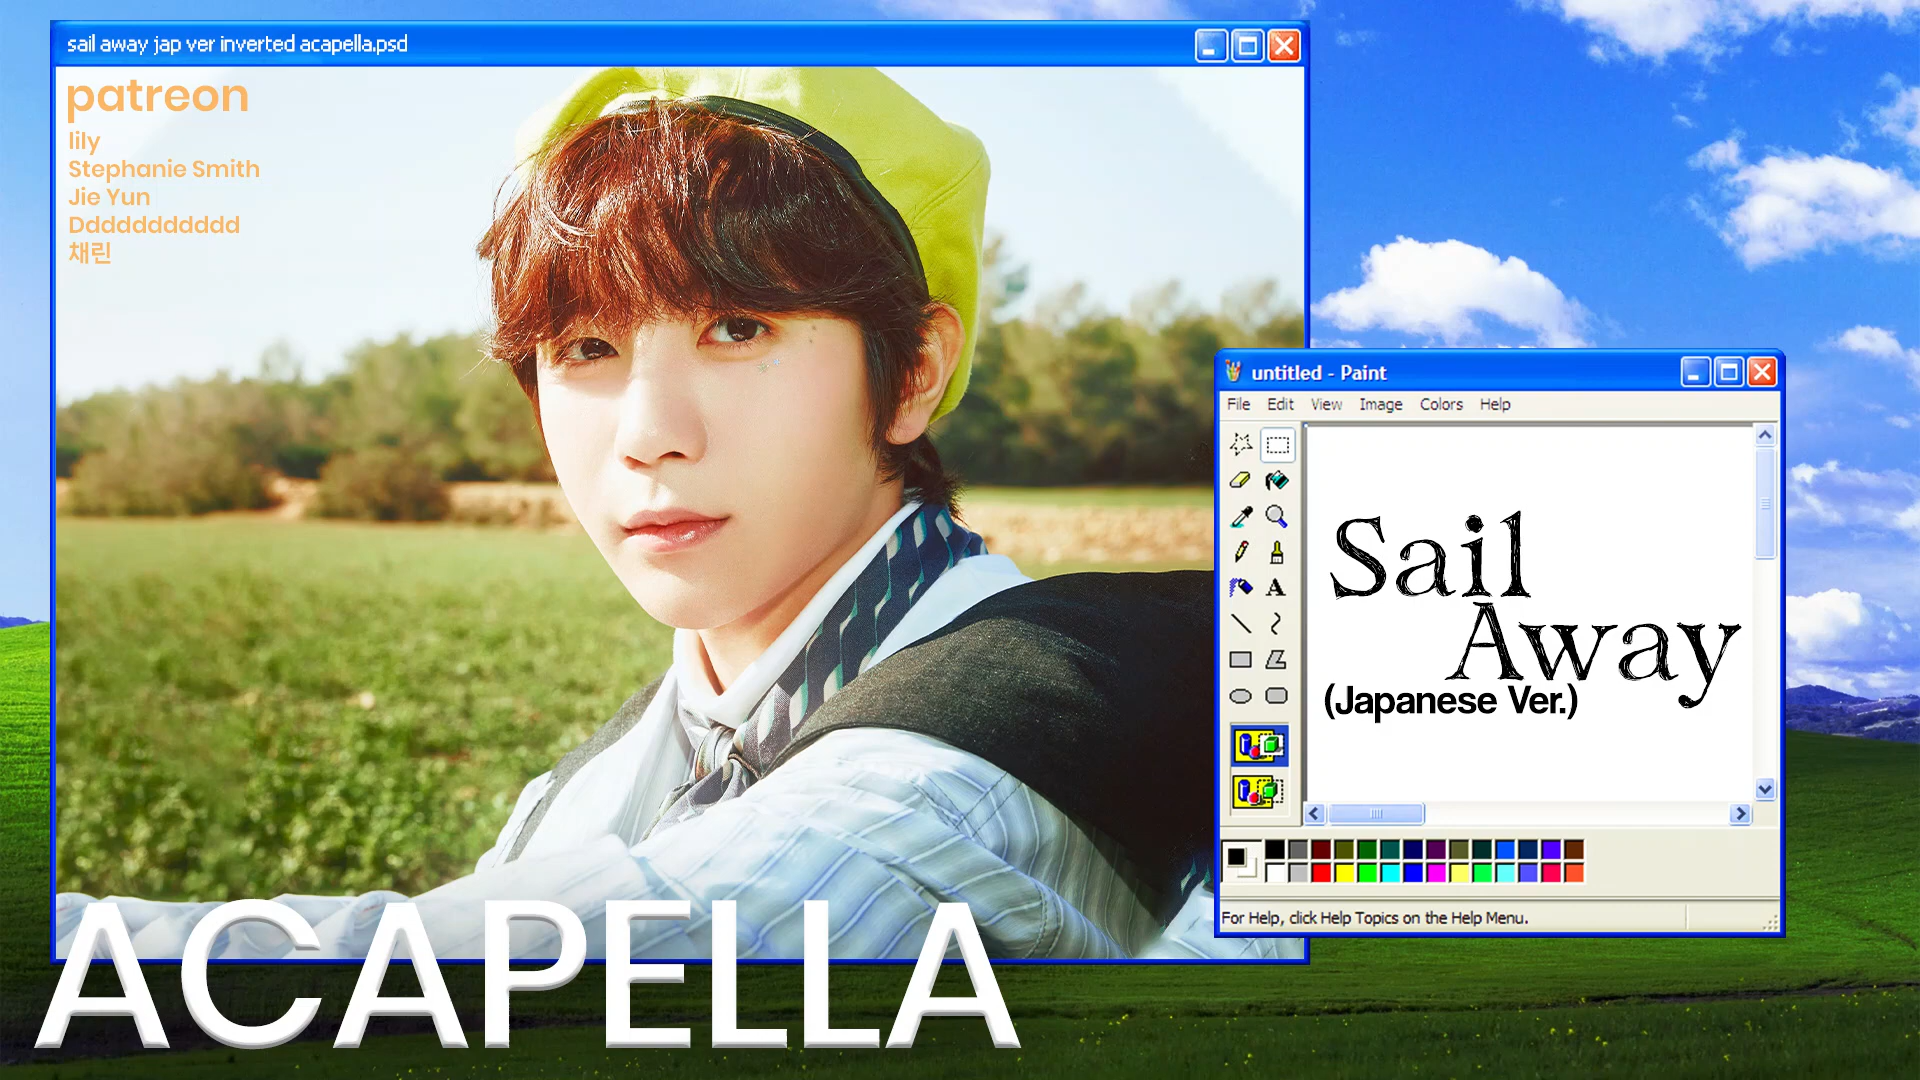 sail away jap ver inverted acapella.psd
patreon
lily
Stephanie Smith
Jie Yun
Ddddddddddd
채린
untitled - Paint
File Edit View Image Colors Help
A
Sail
Away
(Japanese Ver.)
For Help, click Help Topics on the Help Menu.
ACAPELLA